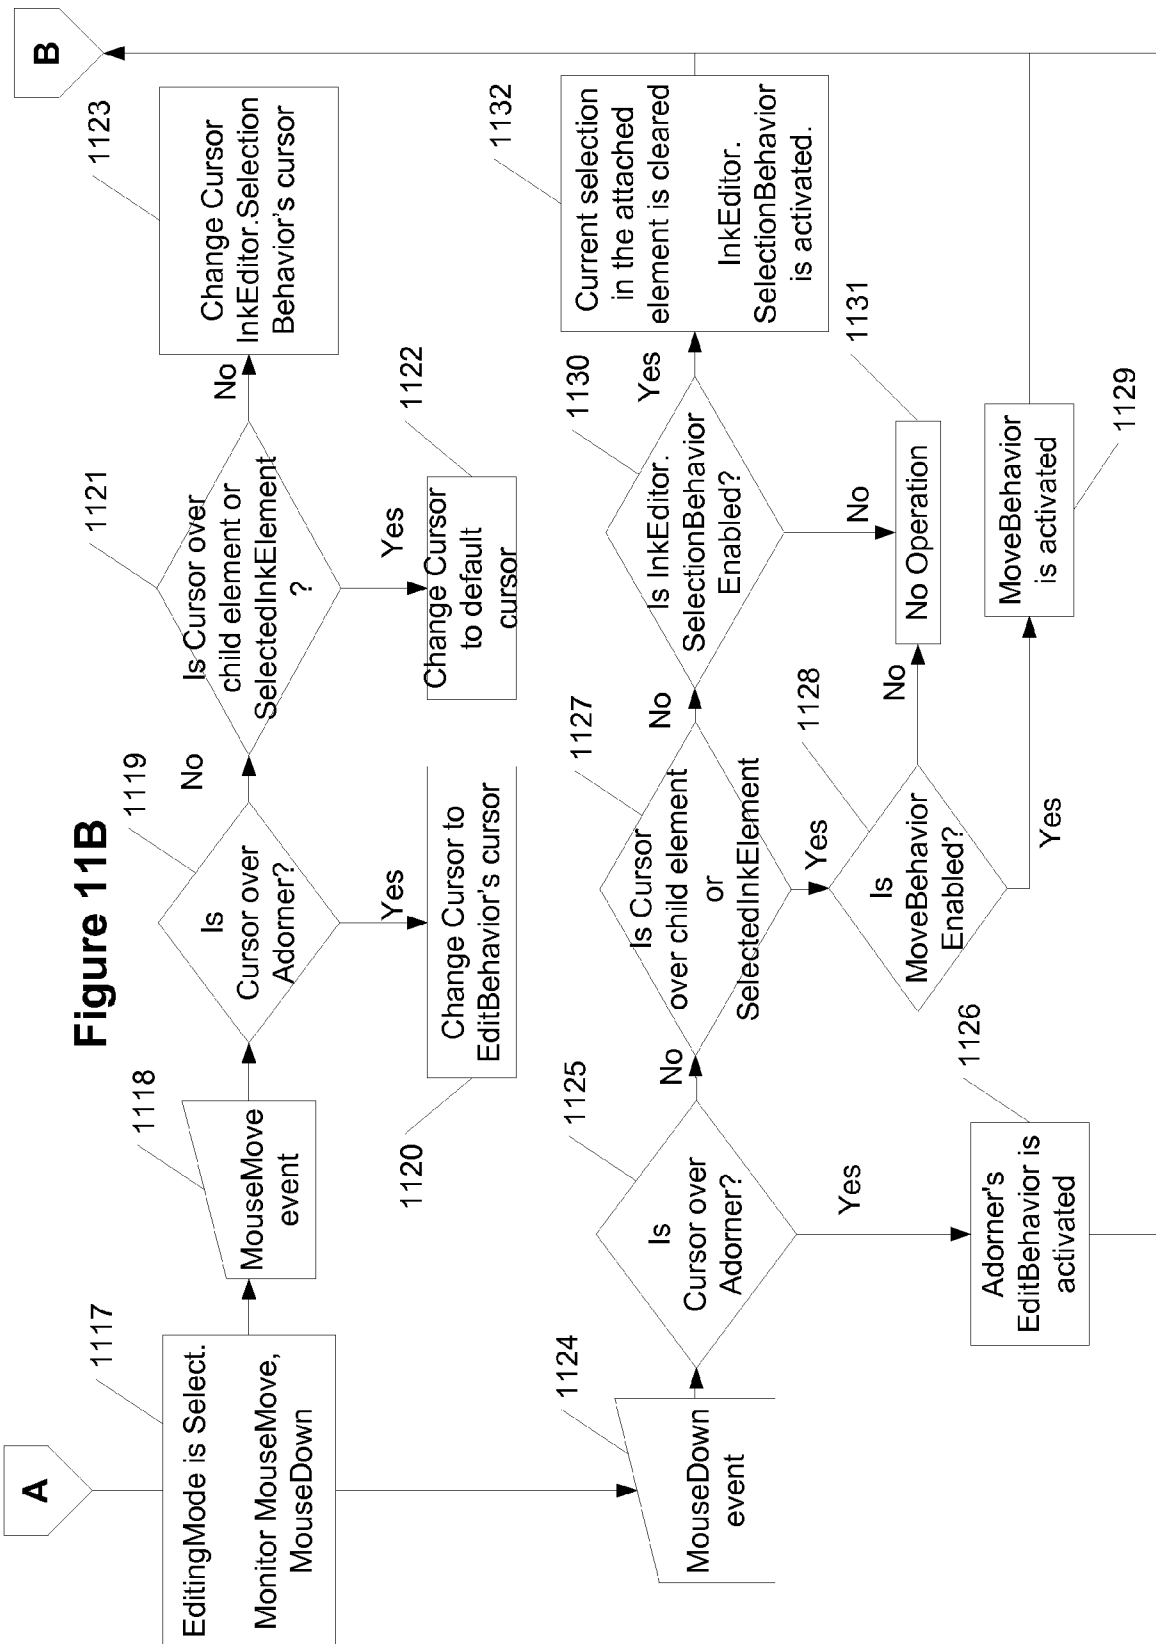 Figure 11B
A
1117
EditingMode is Select.
Monitor MouseMove,
MouseDown
1118
MouseMove
event
1119
Is
Cursor over
Adorner?
No
Yes
1120
Change Cursor to
EditBehavior's cursor
1121
Is Cursor over
child element or
SelectedInkElement
?
No
Yes
1122
Change Cursor
to default
cursor
1123
Change Cursor
InkEditor.Selection
Behavior's cursor
B
1124
MouseDown
event
1125
Is
Cursor over
Adorner?
No
Yes
1126
Adorner's
EditBehavior is
activated
1127
Is Cursor
over child element
or
SelectedInkElement
No
Yes
1128
Is
MoveBehavior
Enabled?
No
Yes
1129
MoveBehavior
is activated
1130
Is InkEditor.
SelectionBehavior
Enabled?
Yes
No
1131
No Operation
1132
Current selection
in the attached
element is cleared
InkEditor.
SelectionBehavior
is activated.